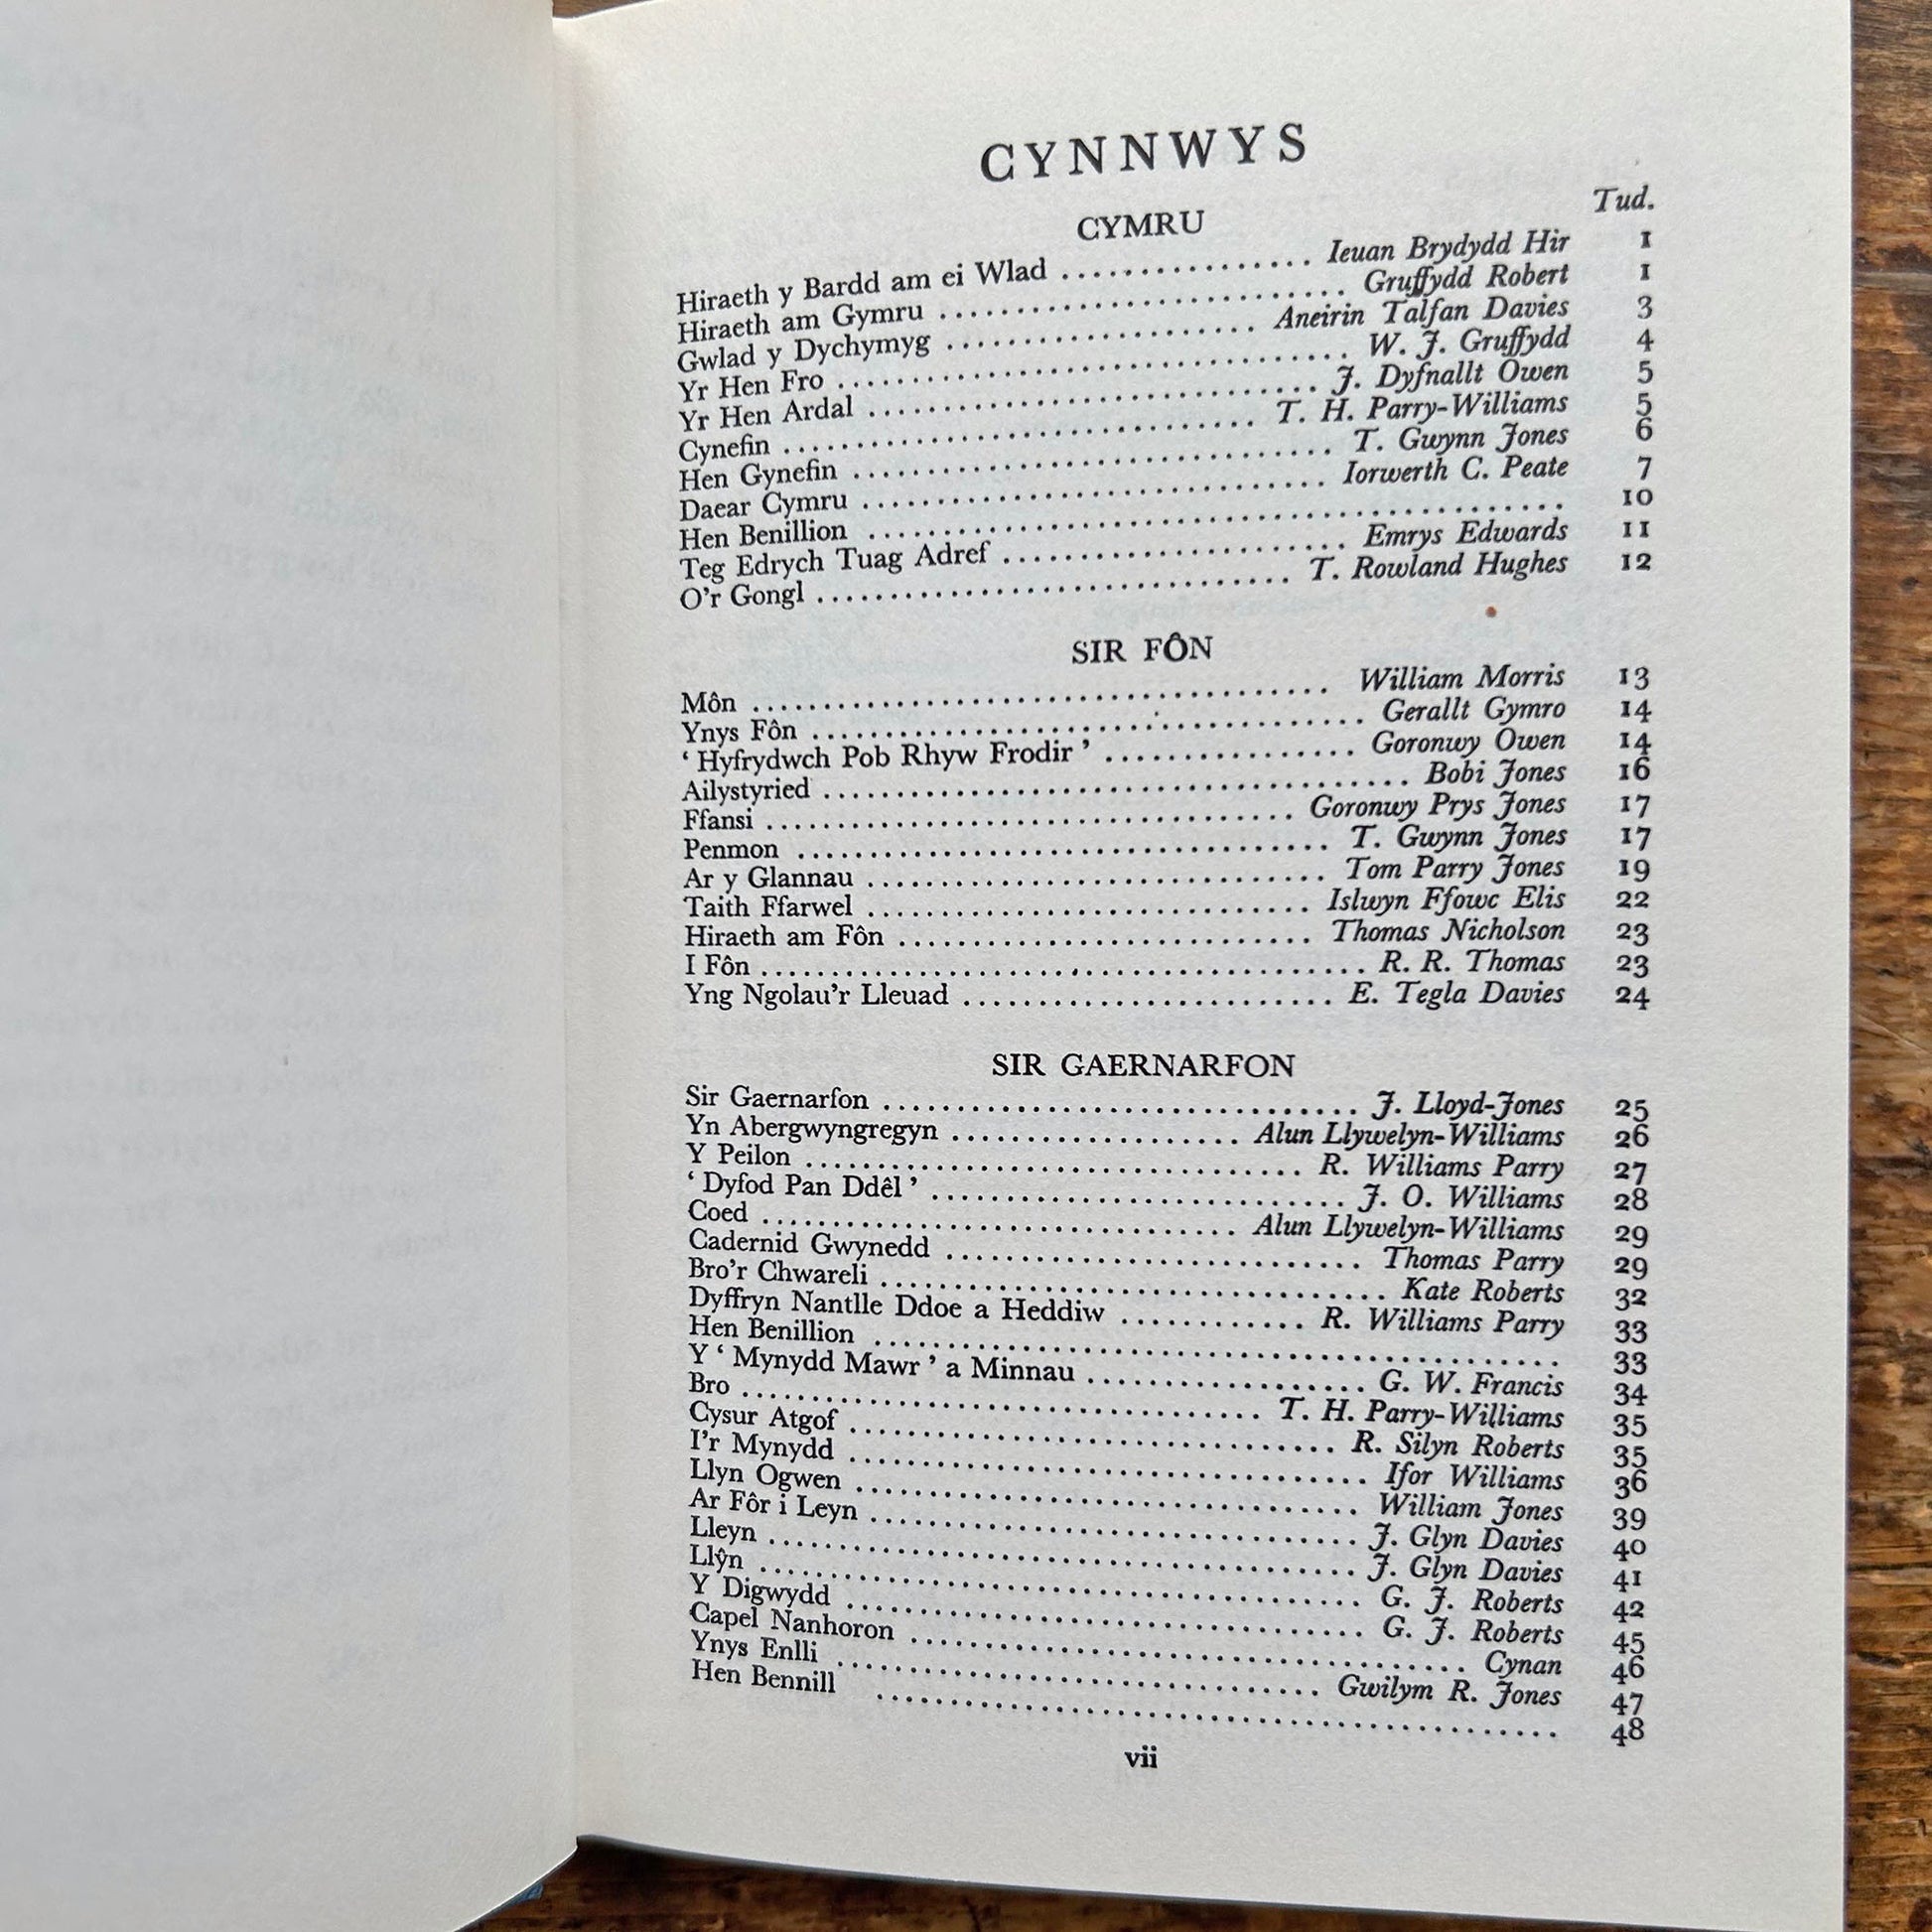 CYNNWYS
Tud.
CYMRU
Hiraeth y Bardd am ei Wlad ................ Ieuan Brydydd Hir 1
Hiraeth am Gymru ............................ Gruffydd Robert 1
Gwlad y Dychymyg ..................... Aneirin Talfan Davies 3
Yr Hen Fro .................................... W. J. Gruffydd 4
Yr Hen Ardal ................................ J. Dyfnallt Owen 5
Cynefin ................................ T. H. Parry-Williams 5
Hen Gynefin ................................ T. Gwynn Jones 6
Daear Cymru ................................ Iorwerth C. Peate 7
Hen Benillion ................................................ 10
Teg Edrych Tuag Adref ........................ Emrys Edwards 11
O'r Gongl ................................ T. Rowland Hughes 12
SIR FÔN
Môn ........................................ William Morris 13
Ynys Fôn ...................................... Gerallt Gymro 14
‘ Hyfrydwch Pob Rhyw Frodir ’ ................ Goronwy Owen 14
Ailystyried ........................................ Bobi Jones 16
Ffansi ..................................... Goronwy Prys Jones 17
Penmon ..................................... T. Gwynn Jones 17
Ar y Glannau ................................ Tom Parry Jones 19
Taith Ffarwel ................................ Islwyn Ffowc Elis 22
Hiraeth am Fôn .............................. Thomas Nicholson 23
I Fôn .......................................... R. R. Thomas 23
Yng Ngolau'r Lleuad .......................... E. Tegla Davies 24
SIR GAERNARFON
Sir Gaernarfon ................................ J. Lloyd-Jones 25
Yn Abergwyngregyn .................... Alun Llywelyn-Williams 26
Y Peilon .................................. R. Williams Parry 27
‘ Dyfod Pan Ddêl ’ .............................. J. O. Williams 28
Coed ................................ Alun Llywelyn-Williams 29
Cadernid Gwynedd .............................. Thomas Parry 29
Bro'r Chwareli .................................. Kate Roberts 32
Dyffryn Nantlle Ddoe a Heddiw ............ R. Williams Parry 33
Hen Benillion ................................................ 33
Y ‘ Mynydd Mawr ’ a Minnau .................. G. W. Francis 34
Bro .................................... T. H. Parry-Williams 35
Cysur Atgof ................................ R. Silyn Roberts 35
I'r Mynydd .................................... Ifor Williams 36
Llyn Ogwen .................................. William Jones 39
Ar Fôr i Leyn ................................ J. Glyn Davies 40
Lleyn ........................................ J. Glyn Davies 41
Llŷn .......................................... G. J. Roberts 42
Y Digwydd .................................... G. J. Roberts 45
Capel Nanhoron ........................................ Cynan 46
Ynys Enlli ................................ Gwilym R. Jones 47
Hen Bennill ................................................ 48
vii